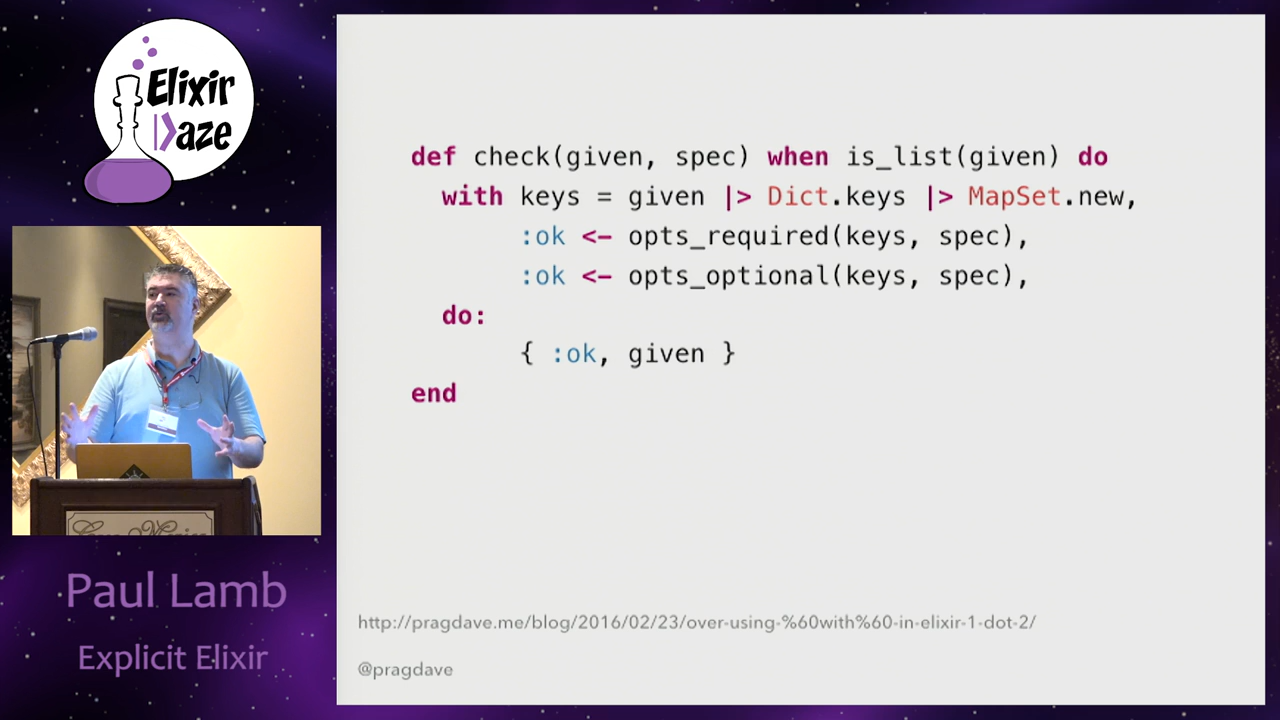 Elixir
Daze
def check(given, spec) when is_list(given) do
with keys = given |> Dict.keys |> MapSet.new,
:ok <- opts_required(keys, spec),
:ok <- opts_optional(keys, spec),
do:
{ :ok, given }
end
Paul Lamb
Explicit Elixir
http://pragdave.me/blog/2016/02/23/over-using-%60with%60-in-elixir-1-dot-2/
@pragdave